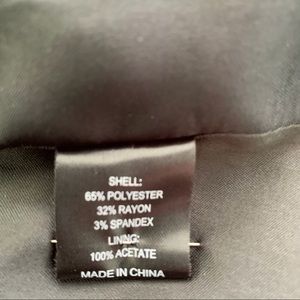 SHELL:
65% POLYESTER
32% RAYON
3% SPANDEX
LINING:
100% ACETATE
MADE IN CHINA